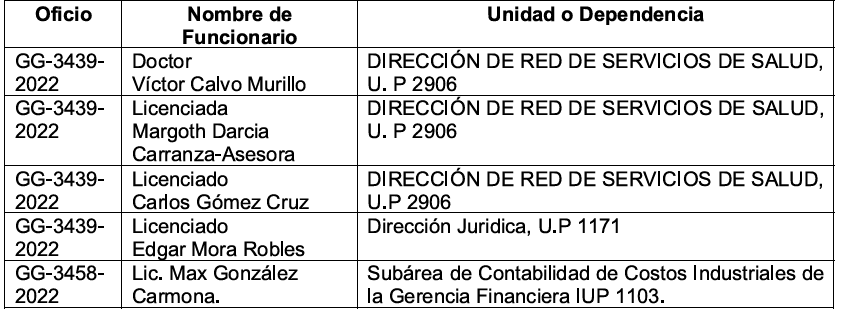 Oficio
Nombre de
Funcionario
Unidad o Dependencia
GG-3439-
2022
Doctor
Víctor Calvo Murillo
DIRECCIÓN DE RED DE SERVICIOS DE SALUD,
U. P 2906
GG-3439-
2022
Licenciada
Margoth Darcia
Carranza-Asesora
DIRECCIÓN DE RED DE SERVICIOS DE SALUD,
U. P 2906
GG-3439-
2022
Licenciado
Carlos Gómez Cruz
DIRECCIÓN DE RED DE SERVICIOS DE SALUD,
U.P 2906
GG-3439-
2022
Licenciado
Edgar Mora Robles
Dirección Juridica, U.P 1171
GG-3458-
2022
Lic. Max González
Carmona.
Subárea de Contabilidad de Costos Industriales de
la Gerencia Financiera IUP 1103.